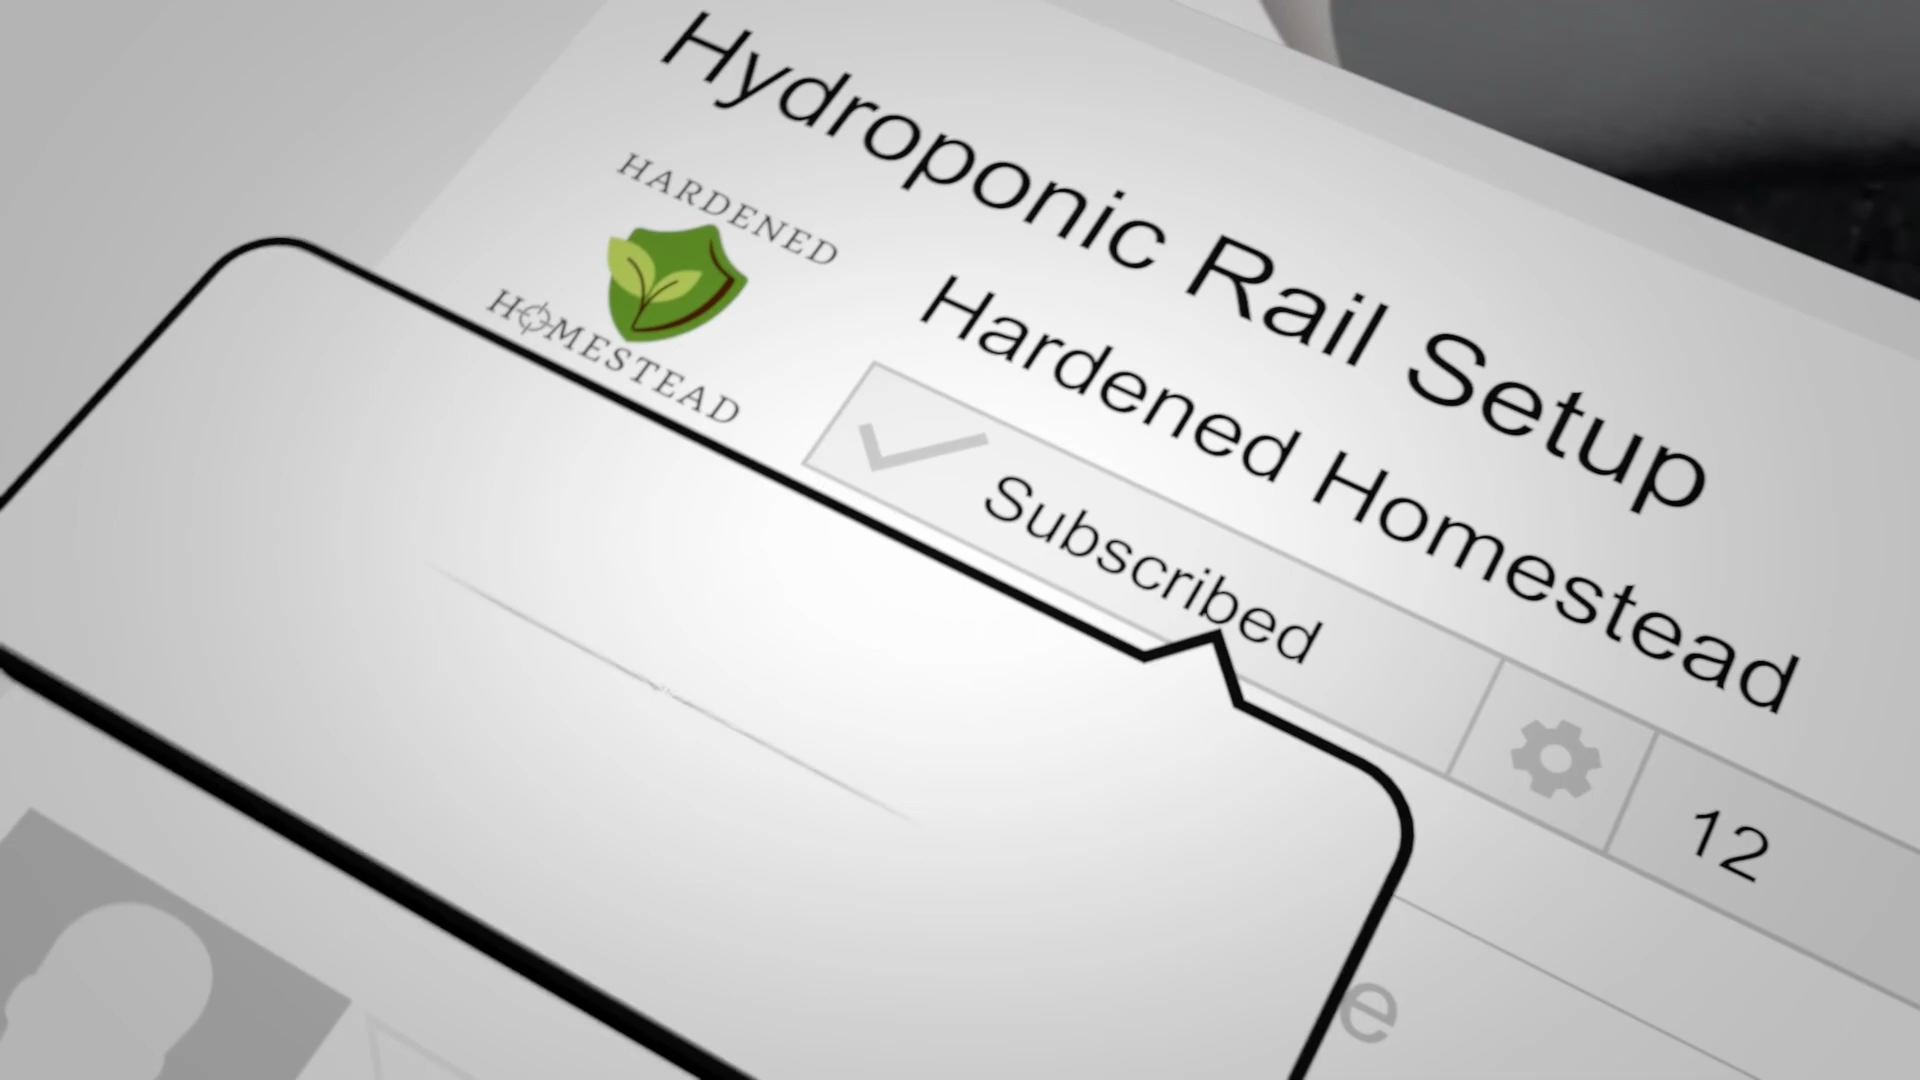 Hydroponic Rail Setup
HARDENED
HOMESTEAD
Hardened Homestead
Subscribed
12
e